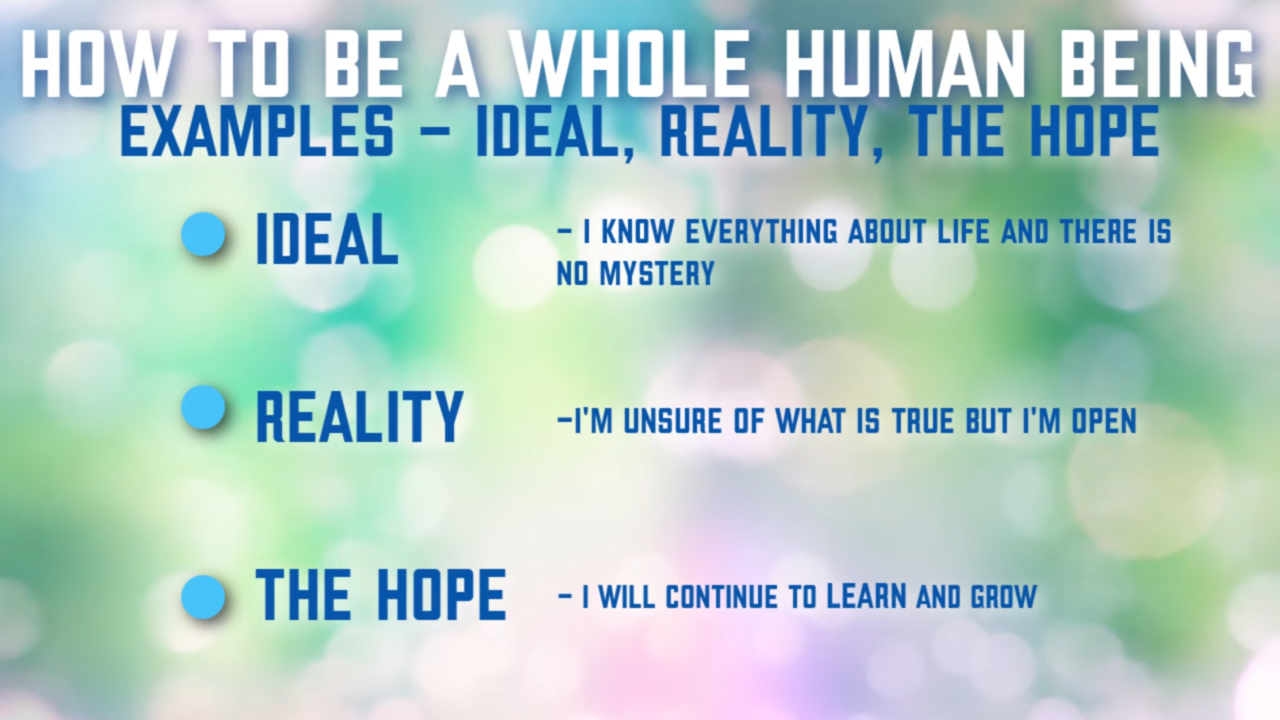 HOW TO BE A WHOLE HUMAN BEING
EXAMPLES – IDEAL, REALITY, THE HOPE
IDEAL
– I KNOW EVERYTHING ABOUT LIFE AND THERE IS
NO MYSTERY
REALITY
–I'M UNSURE OF WHAT IS TRUE BUT I'M OPEN
THE HOPE
– I WILL CONTINUE TO LEARN AND GROW